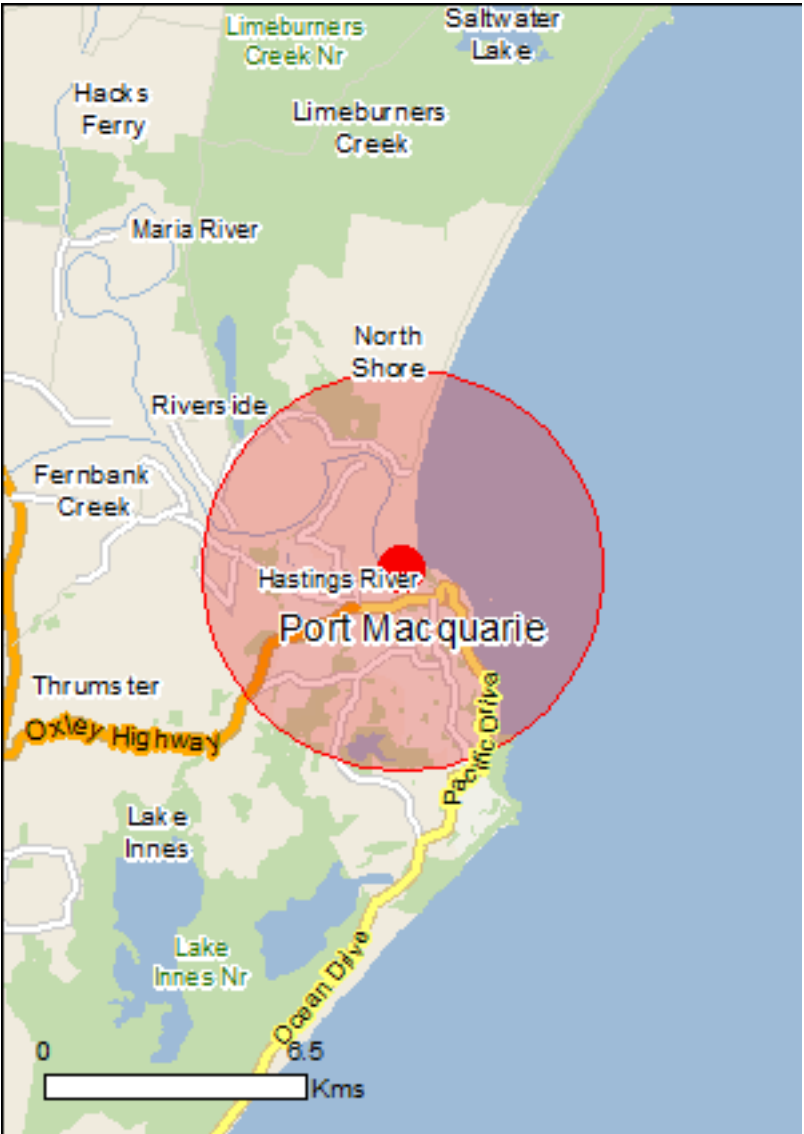 Limeburners
Creek Nr
Saltwater
Lake
Hacks
Ferry
Limeburners
Creek
Maria River
North
Shore
Riverside
Fernbank
Creek
Hastings River
Port Macquarie
Thrumster
Oxley Highway
Pacific Drive
Lake
Innes
Lake
Innes Nr
Ocean Drive
0 6.5
Kms